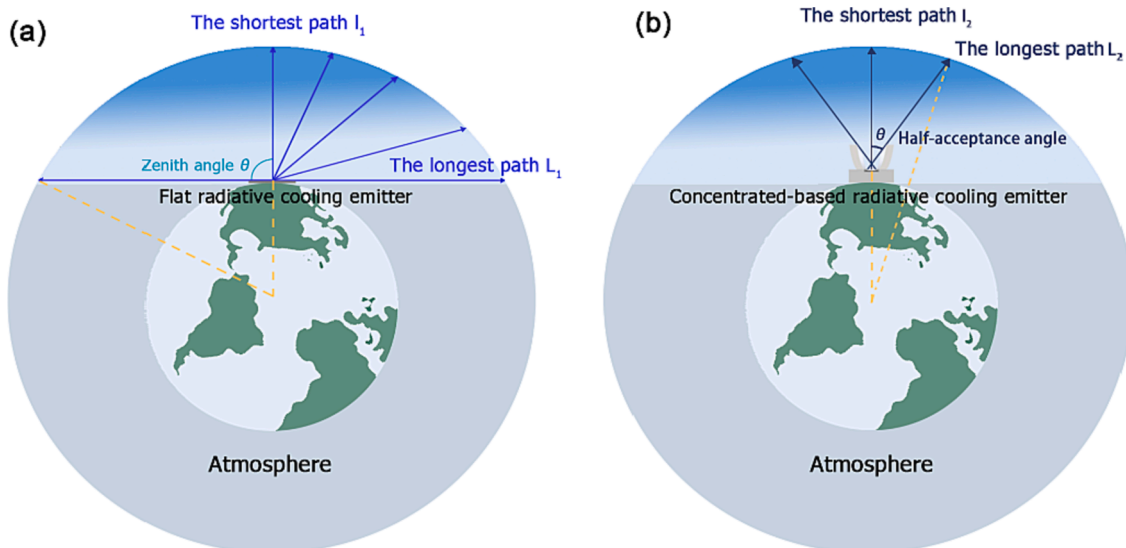 (a)
The shortest path l₁
Zenith angle θ
The longest path L₁
Flat radiative cooling emitter
Atmosphere
(b)
The shortest path l₂
The longest path L₂
θ
Half-acceptance angle
Concentrated-based radiative cooling emitter
Atmosphere